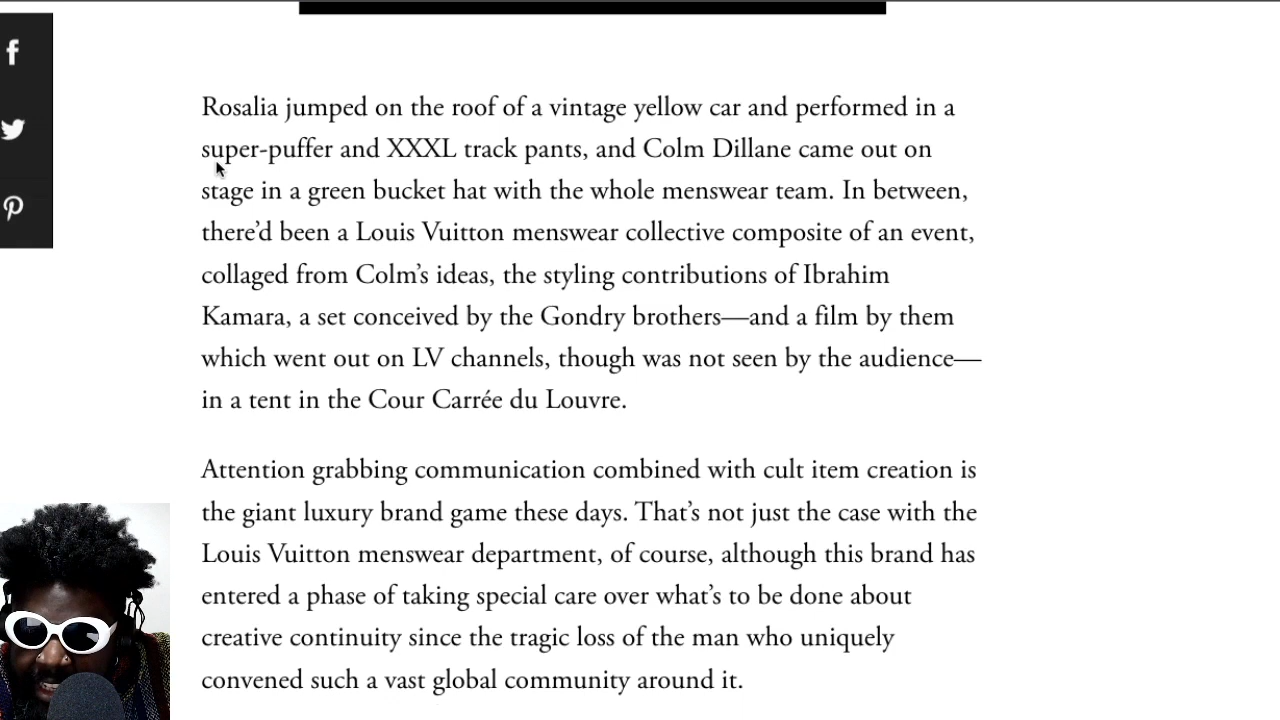 Rosalia jumped on the roof of a vintage yellow car and performed in a
super-puffer and XXXL track pants, and Colm Dillane came out on
stage in a green bucket hat with the whole menswear team. In between,
there’d been a Louis Vuitton menswear collective composite of an event,
collaged from Colm’s ideas, the styling contributions of Ibrahim
Kamara, a set conceived by the Gondry brothers—and a film by them
which went out on LV channels, though was not seen by the audience—
in a tent in the Cour Carrée du Louvre.
Attention grabbing communication combined with cult item creation is
the giant luxury brand game these days. That’s not just the case with the
Louis Vuitton menswear department, of course, although this brand has
entered a phase of taking special care over what’s to be done about
creative continuity since the tragic loss of the man who uniquely
convened such a vast global community around it.